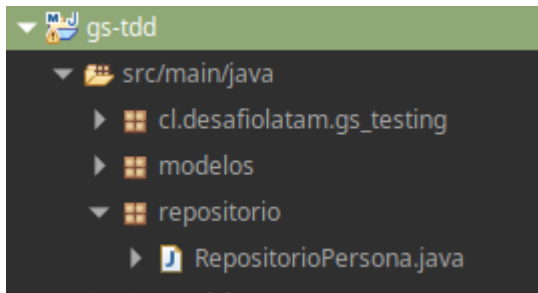 gs-tdd
src/main/java
cl.desafiolatam.gs_testing
modelos
repositorio
RepositorioPersona.java